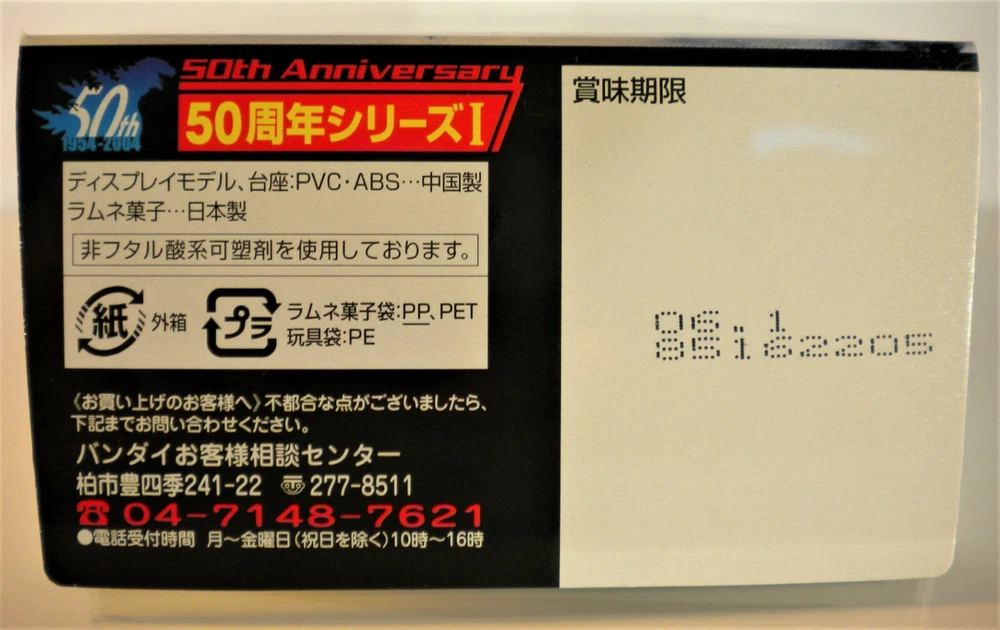 50th
1954-2004
50th Anniversary
50周年シリーズI
ディスプレイモデル、台座:PVC・ABS…中国製
ラムネ菓子…日本製
非フタル酸系可塑剤を使用しております。
紙 外箱
プラ ラムネ菓子袋:PP、PET
玩具袋:PE
《お買い上げのお客様へ》不都合な点がございましたら、
下記までお問い合わせください。
バンダイお客様相談センター
柏市豊四季241-22 〠277-8511
☎04-7148-7621
●電話受付時間 月~金曜日(祝日を除く)10時~16時
賞味期限
06.1
85162205